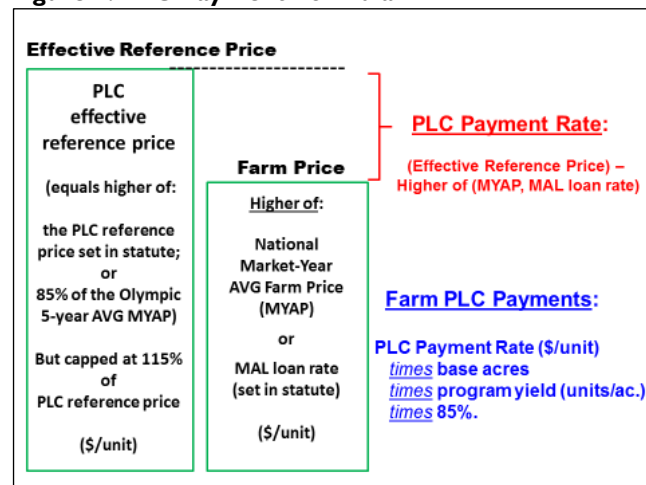 Effective Reference Price
PLC
effective
reference price
(equals higher of:
the PLC reference
price set in statute;
or
85% of the Olympic
5-year AVG MYAP)
But capped at 115%
of
PLC reference price
($/unit)
Farm Price
Higher of:
National
Market-Year
AVG Farm Price
(MYAP)
or
MAL loan rate
(set in statute)
($/unit)
PLC Payment Rate:
(Effective Reference Price) –
Higher of (MYAP, MAL loan rate)
Farm PLC Payments:
PLC Payment Rate ($/unit)
times base acres
times program yield (units/ac.)
times 85%.